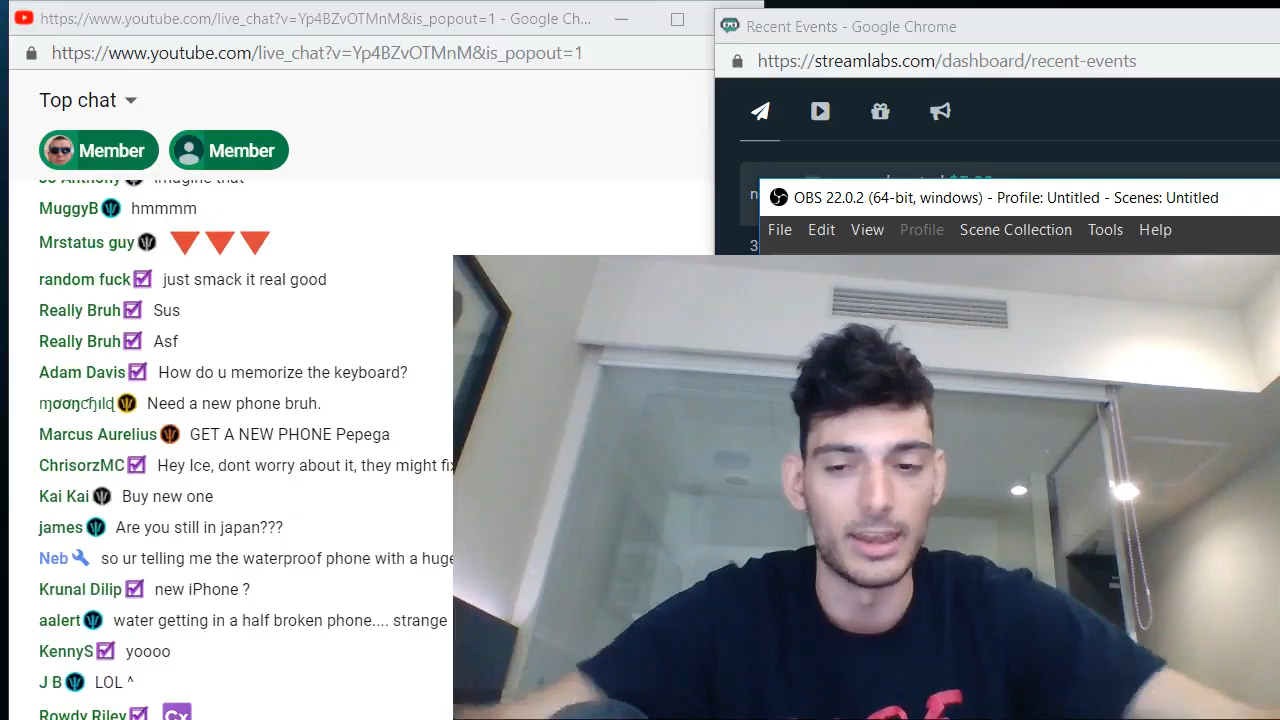 https://www.youtube.com/live_chat?v=Yp4BZvOTMnM&is_popout=1 - Google Ch...
https://www.youtube.com/live_chat?v=Yp4BZvOTMnM&is_popout=1
Top chat
Member Member
Anthony imagine that
MuggyB hmmmm
Mrstatus guy
random fuck just smack it real good
Really Bruh Sus
Really Bruh Asf
Adam Davis How do u memorize the keyboard?
Need a new phone bruh.
Marcus Aurelius GET A NEW PHONE Pepega
ChrisorzMC Hey Ice, dont worry about it, they might fix
Kai Kai Buy new one
james Are you still in japan???
Neb so ur telling me the waterproof phone with a huge
Krunal Dilip new iPhone ?
aalert water getting in a half broken phone.... strange
KennyS yoooo
J B LOL ^
Rowdy Riley Cx
Recent Events - Google Chrome
https://streamlabs.com/dashboard/recent-events
OBS 22.0.2 (64-bit, windows) - Profile: Untitled - Scenes: Untitled
File Edit View Profile Scene Collection Tools Help